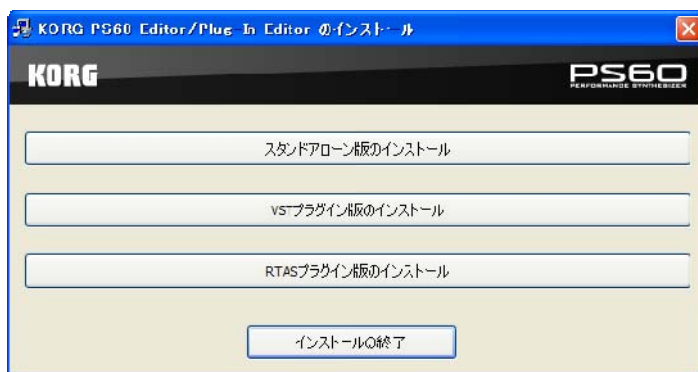 KORG PS60 Editor/Plug-In Editor のインストール
KORG
PS60
PERFORMANCE SYNTHESIZER
スタンドアローン版のインストール
VSTプラグイン版のインストール
RTASプラグイン版のインストール
インストールの終了